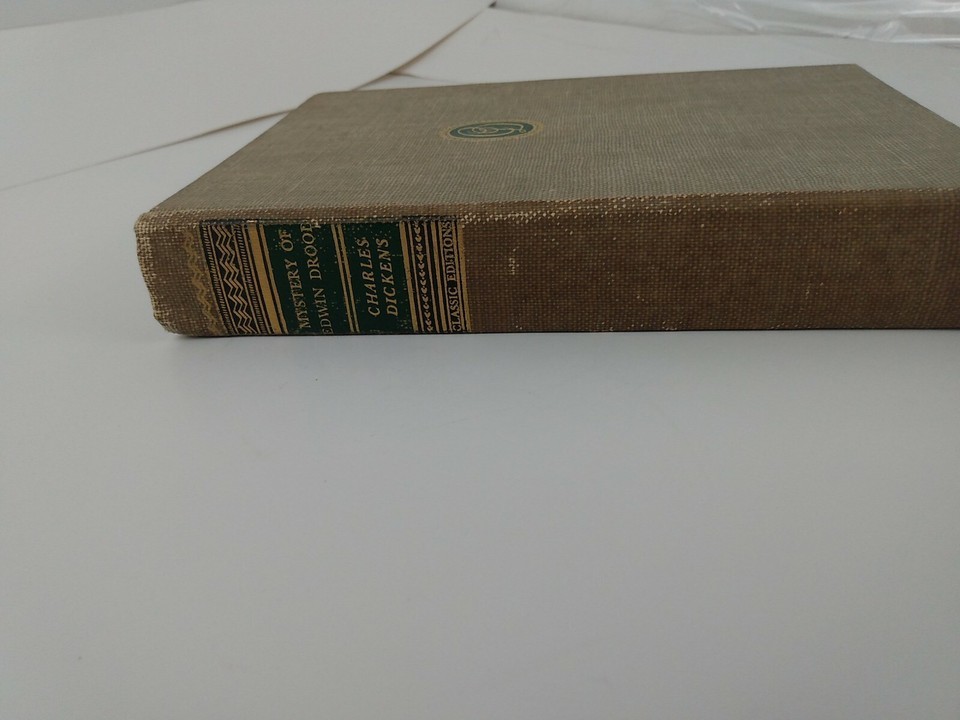 MYSTERY OF
EDWIN DROOD
CHARLES
DICKENS
CLASSIC EDITIONS